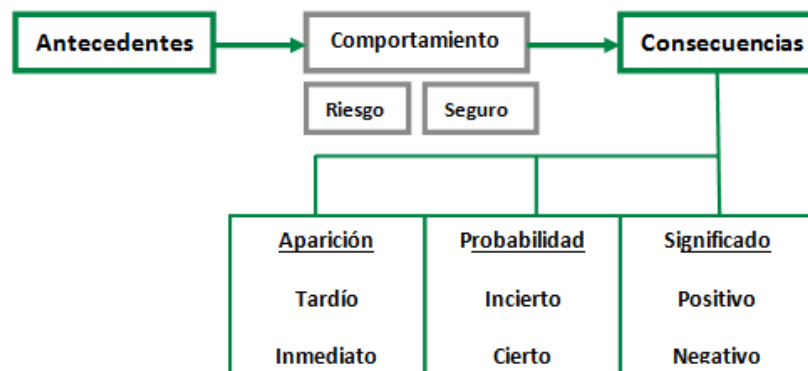 Antecedentes
Comportamiento
Consecuencias
Riesgo
Seguro
Aparición
Probabilidad
Significado
Tardío
Incierto
Positivo
Inmediato
Cierto
Negativo